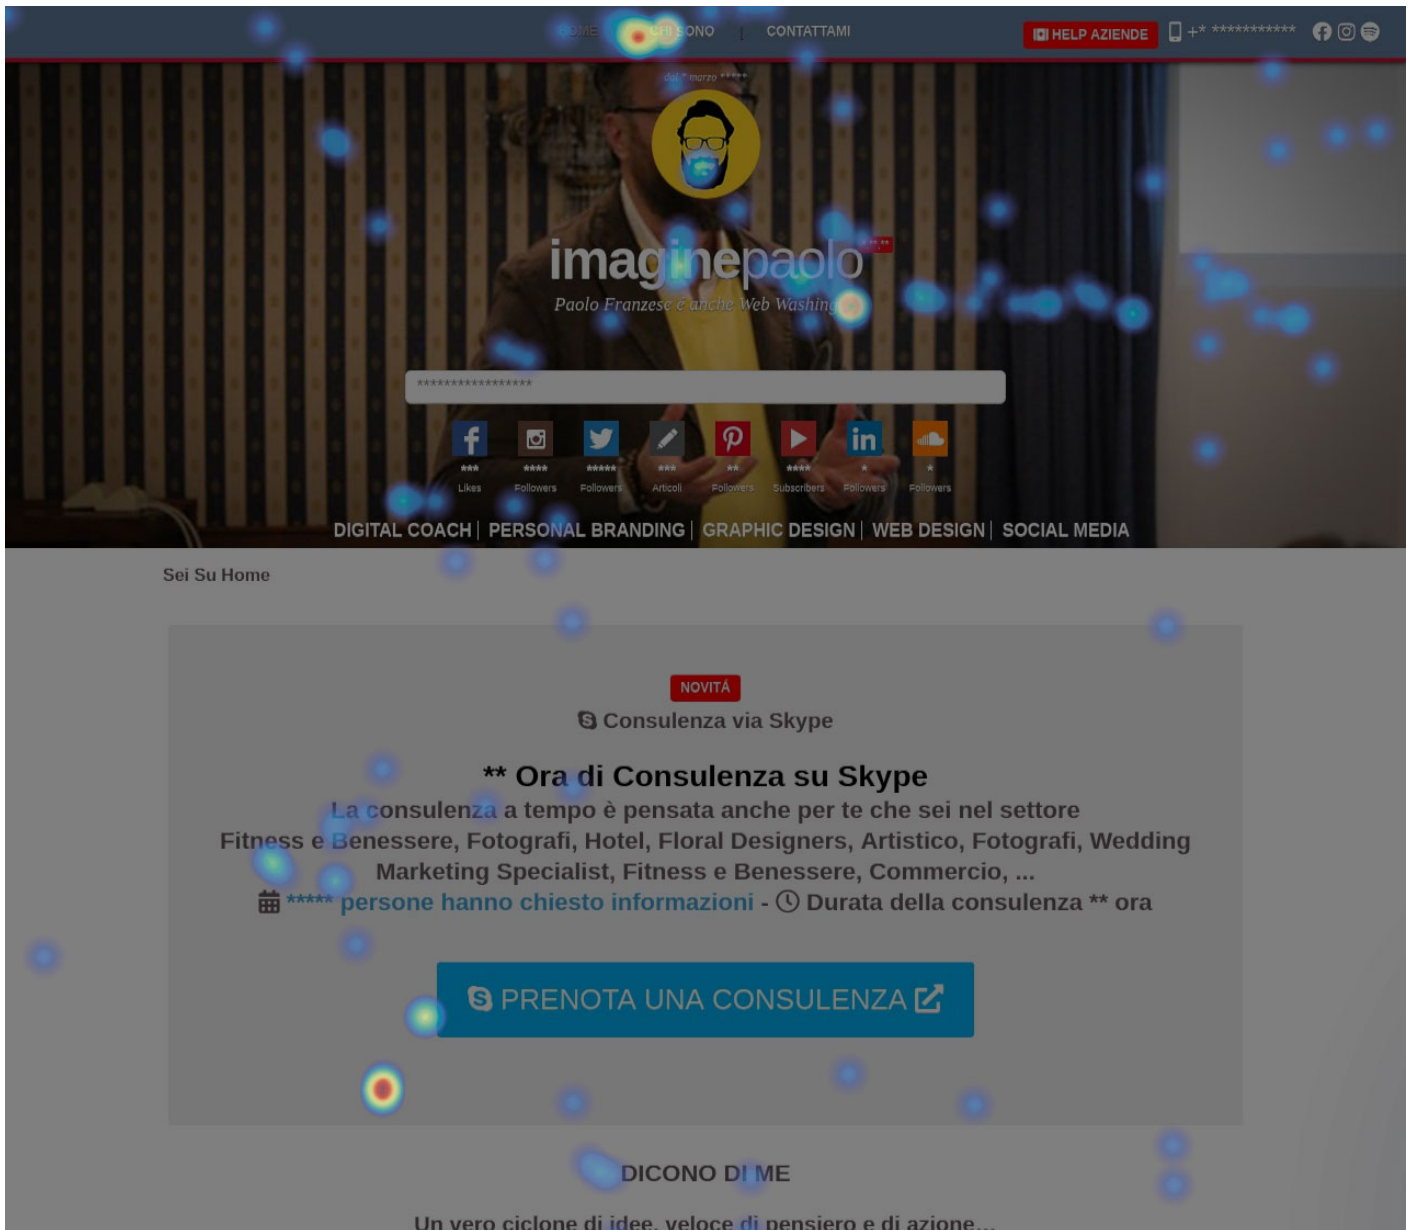 HOME
CHI SONO
CONTATTAMI
HELP AZIENDE
+* ***********
dal * marzo *****
imaginepaolo
**.**
Paolo Franzese è anche Web Washing
*****************
*** **** ***** *** ** **** * *
Likes Followers Followers Articoli Followers Subscribers Followers Followers
DIGITAL COACH | PERSONAL BRANDING | GRAPHIC DESIGN | WEB DESIGN | SOCIAL MEDIA
Sei Su Home
NOVITÁ
Consulenza via Skype
** Ora di Consulenza su Skype
La consulenza a tempo è pensata anche per te che sei nel settore
Fitness e Benessere, Fotografi, Hotel, Floral Designers, Artistico, Fotografi, Wedding
Marketing Specialist, Fitness e Benessere, Commercio, ...
***** persone hanno chiesto informazioni - Durata della consulenza ** ora
PRENOTA UNA CONSULENZA
DICONO DI ME
Un vero ciclone di idee, veloce di pensiero e di azione...